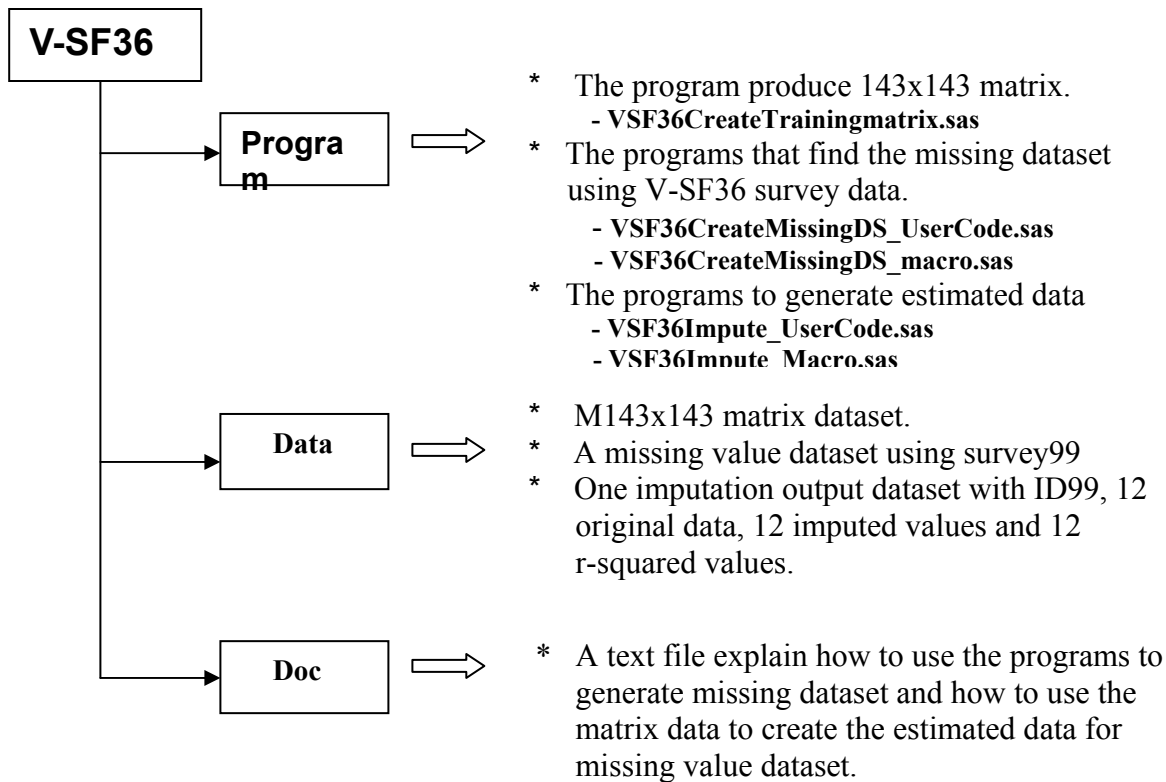 V-SF36
Progra
m
* The program produce 143x143 matrix.
- VSF36CreateTrainingmatrix.sas
* The programs that find the missing dataset
using V-SF36 survey data.
- VSF36CreateMissingDS_UserCode.sas
- VSF36CreateMissingDS_macro.sas
* The programs to generate estimated data
- VSF36Impute_UserCode.sas
- VSF36Impute_Macro.sas
Data
* M143x143 matrix dataset.
* A missing value dataset using survey99
* One imputation output dataset with ID99, 12
original data, 12 imputed values and 12
r-squared values.
Doc
* A text file explain how to use the programs to
generate missing dataset and how to use the
matrix data to create the estimated data for
missing value dataset.